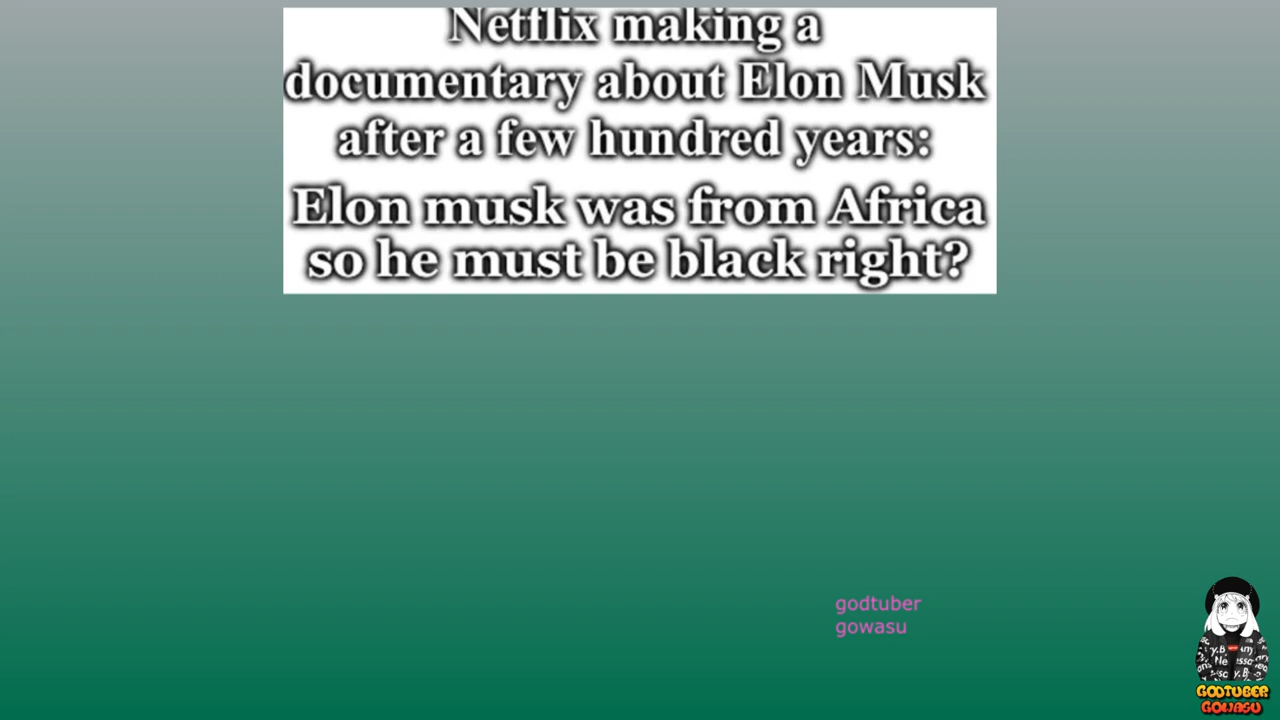 Netflix making a
documentary about Elon Musk
after a few hundred years:
Elon musk was from Africa
so he must be black right?
godtuber
gowasu
GODTUBER
GOWASU